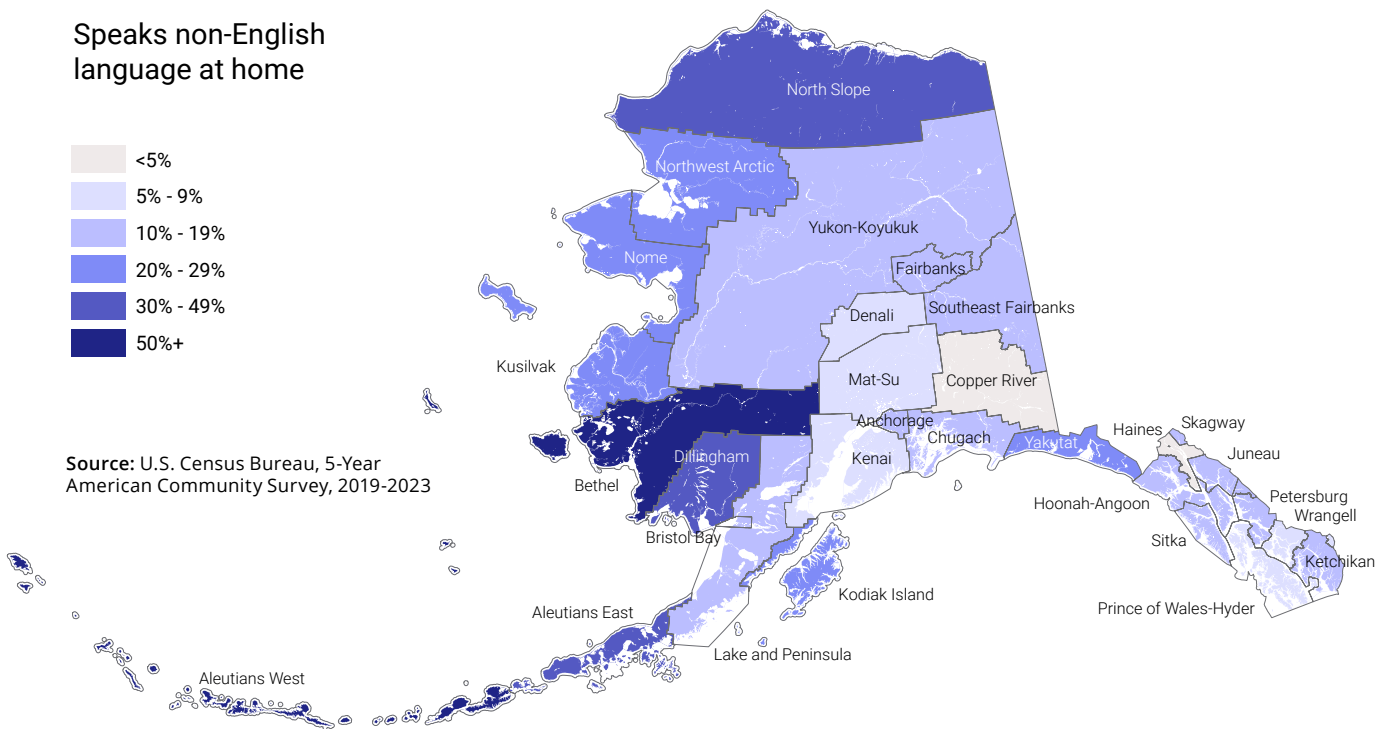 Speaks non-English
language at home
<5%
5% - 9%
10% - 19%
20% - 29%
30% - 49%
50%+
Source: U.S. Census Bureau, 5-Year
American Community Survey, 2019-2023
North Slope
Northwest Arctic
Yukon-Koyukuk
Nome
Fairbanks
Southeast Fairbanks
Denali
Kusilvak
Mat-Su
Copper River
Anchorage
Chugach
Yakutat
Haines
Skagway
Juneau
Dillingham
Kenai
Bethel
Hoonah-Angoon
Petersburg
Wrangell
Bristol Bay
Sitka
Ketchikan
Kodiak Island
Prince of Wales-Hyder
Aleutians East
Lake and Peninsula
Aleutians West